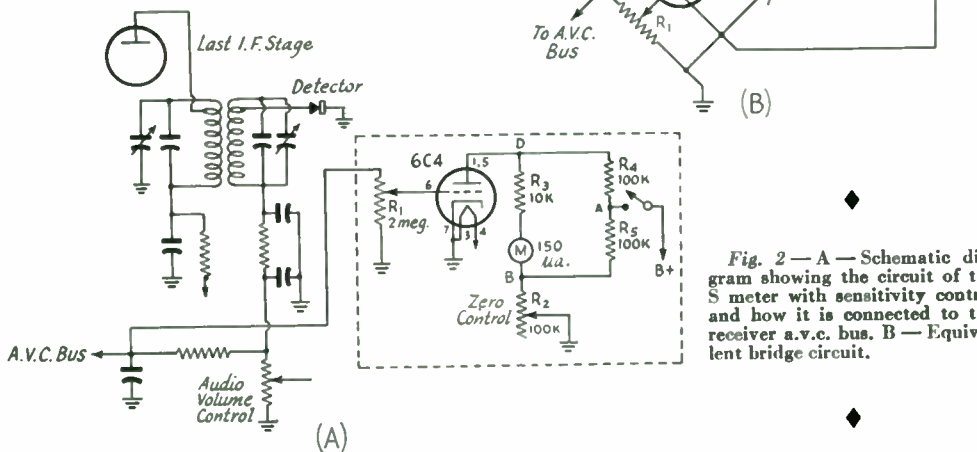 To A.V.C.
Bus
R1
(B)
Last I.F. Stage
Detector
6C4
1,5
6
7
3
4
D
R1
2 meg.
R3
10K
R4
100K
A
R5
100K
M
150
ua.
B
B+
Zero
Control
R2
100K
A.V.C. Bus
Audio
Volume
Control
(A)
Fig. 2 — A — Schematic di
gram showing the circuit of t
S meter with sensitivity contr
and how it is connected to t
receiver a.v.c. bus. B — Equiv
lent bridge circuit.